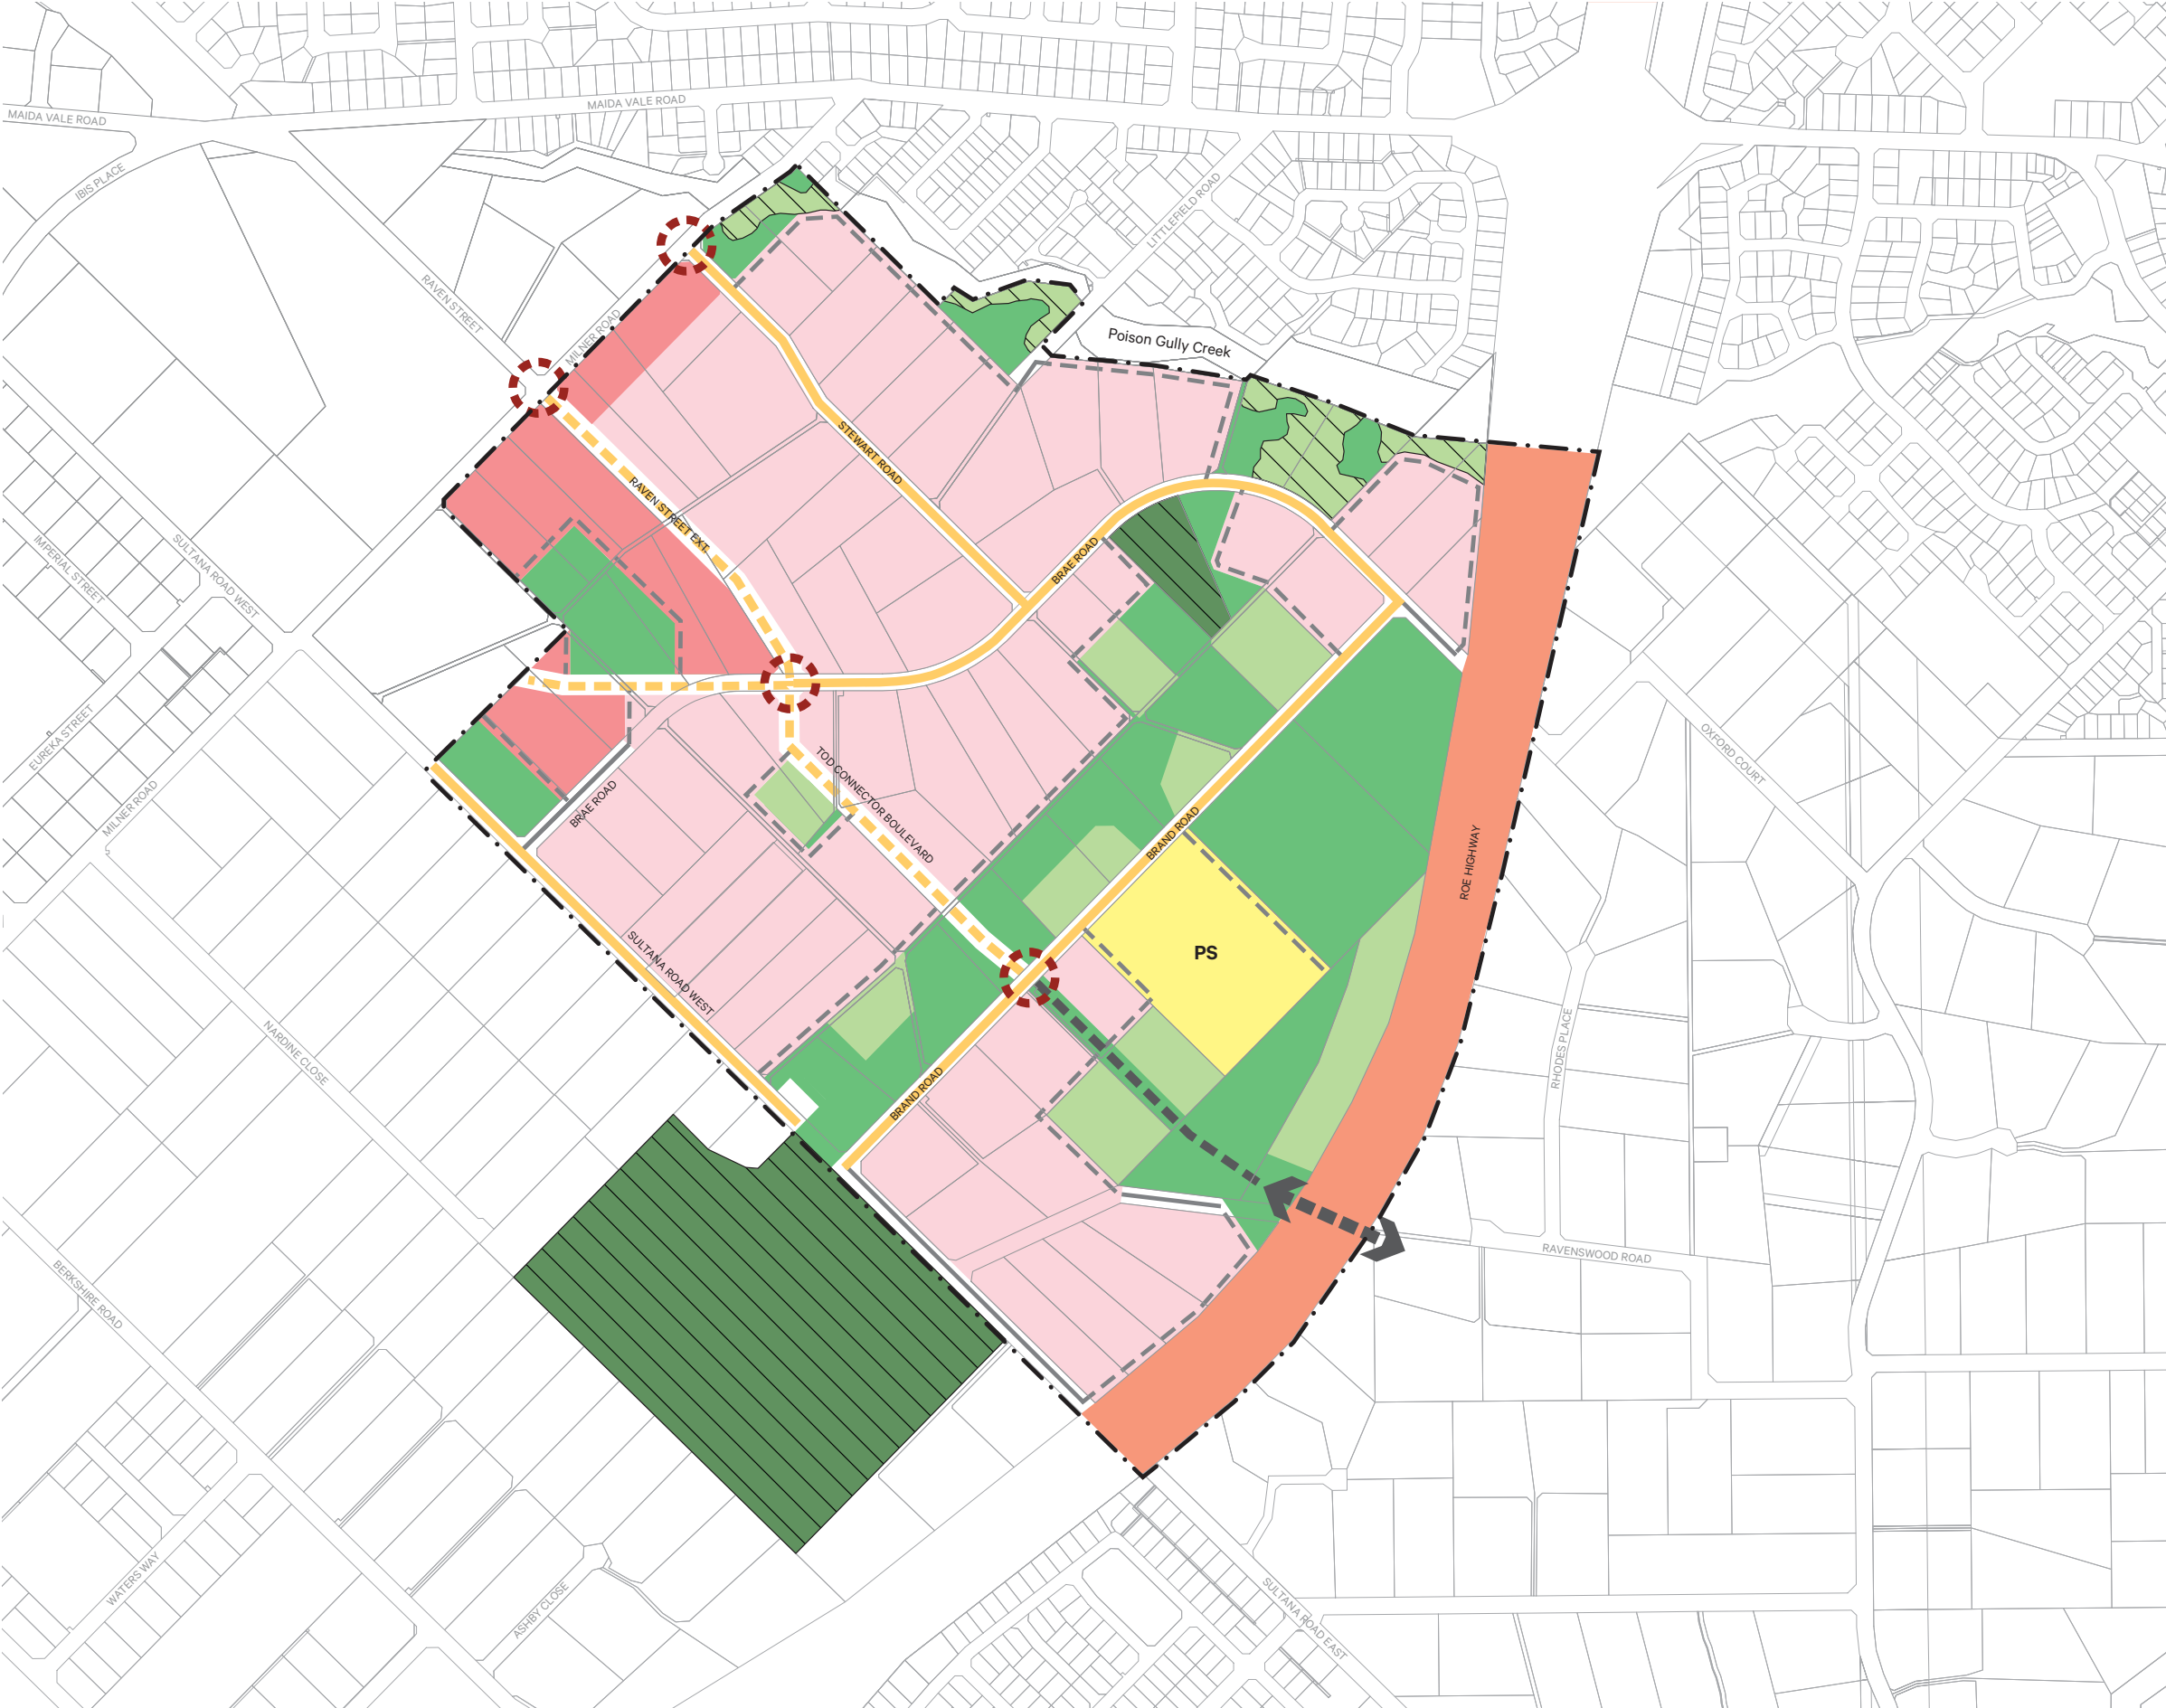 MAIDA VALE ROAD
MAIDA VALE ROAD
IBIS PLACE
LITTLEFIELD ROAD
RAVEN STREET
MILNER ROAD
Poison Gully Creek
STEWART ROAD
RAVEN STREET EXT
BRAE ROAD
IMPERIAL STREET
SULTANA ROAD WEST
EUREKA STREET
MILNER ROAD
BRAE ROAD
TOD CONNECTOR BOULEVARD
BRAND ROAD
OXFORD COURT
ROE HIGHWAY
PS
SULTANA ROAD WEST
NARDINE CLOSE
BRAND ROAD
RHODES PLACE
RAVENSWOOD ROAD
BERKSHIRE ROAD
WATERS WAY
ASHBY CLOSE
SULTANA ROAD EAST